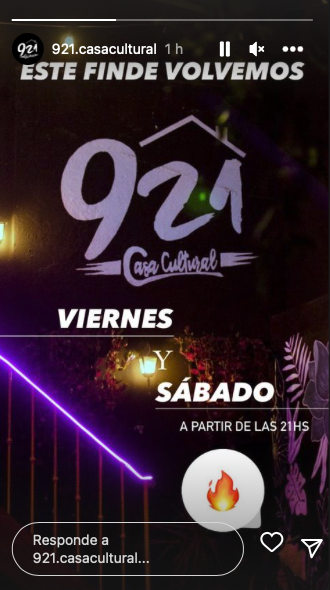 921.casacultural 1 h
ESTE FINDE VOLVEMOS
921
Casa Cultural
VIERNES
Y
SÁBADO
A PARTIR DE LAS 21HS
Responde a
921.casacultural...